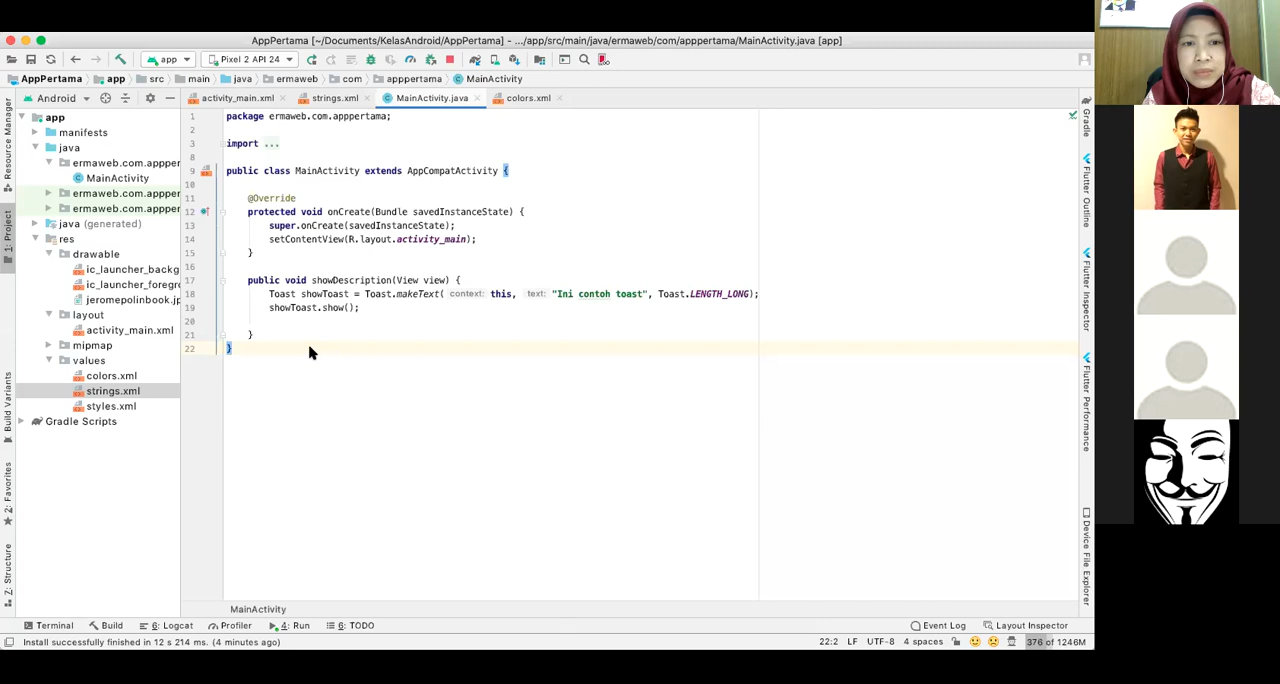 AppPertama [~/Documents/KelasAndroid/AppPertama] - .../app/src/main/java/ermaweb/com/apppertama/MainActivity.java [app]
app
Pixel 2 API 24
AppPertama app src main java ermaweb com apppertama MainActivity
Android
activity_main.xml strings.xml MainActivity.java colors.xml
Resource Manager
1: Project
Build Variants
2: Favorites
Z: Structure
app
manifests
java
ermaweb.com.appper
MainActivity
ermaweb.com.appper
ermaweb.com.appper
java (generated)
res
drawable
ic_launcher_backg
ic_launcher_foregr
jeromepolinbook.jp
layout
activity_main.xml
mipmap
values
colors.xml
strings.xml
styles.xml
Gradle Scripts
1 package ermaweb.com.apppertama;
2
3 import ...
8
9 public class MainActivity extends AppCompatActivity {
10
11 @Override
12 protected void onCreate(Bundle savedInstanceState) {
13 super.onCreate(savedInstanceState);
14 setContentView(R.layout.activity_main);
15 }
16
17 public void showDescription(View view) {
18 Toast showToast = Toast.makeText( context: this, text: "Ini contoh toast", Toast.LENGTH_LONG);
19 showToast.show();
20
21 }
22 }
Gradle
Flutter Outline
Flutter Inspector
Flutter Performance
Device File Explorer
MainActivity
Terminal Build 6: Logcat Profiler 4: Run 6: TODO Event Log Layout Inspector
Install successfully finished in 12 s 214 ms. (4 minutes ago) 22:2 LF UTF-8 4 spaces 376 of 1246M